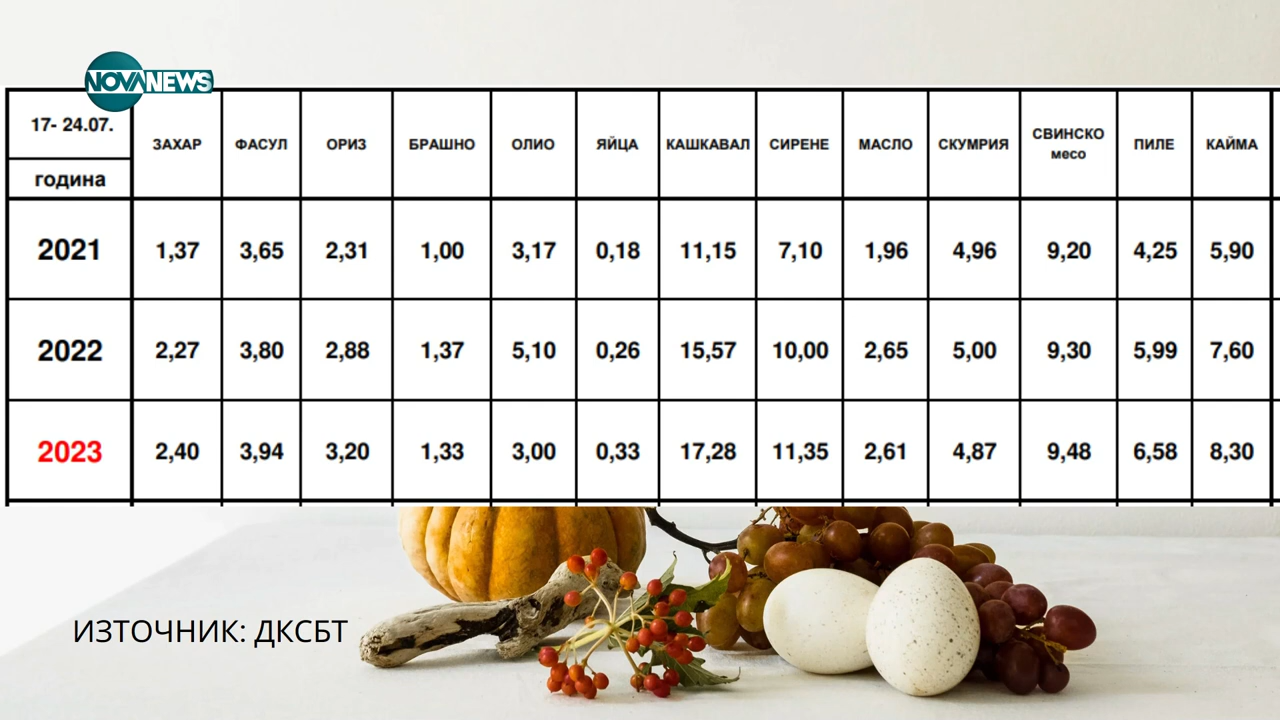 NOVANEWS
17- 24.07.
година
ЗАХАР ФАСУЛ ОРИЗ БРАШНО ОЛИО ЯЙЦА КАШКАВАЛ СИРЕНЕ МАСЛО СКУМРИЯ СВИНСКО месо ПИЛЕ КАЙМА
2021 1,37 3,65 2,31 1,00 3,17 0,18 11,15 7,10 1,96 4,96 9,20 4,25 5,90
2022 2,27 3,80 2,88 1,37 5,10 0,26 15,57 10,00 2,65 5,00 9,30 5,99 7,60
2023 2,40 3,94 3,20 1,33 3,00 0,33 17,28 11,35 2,61 4,87 9,48 6,58 8,30
ИЗТОЧНИК: ДКСБТ